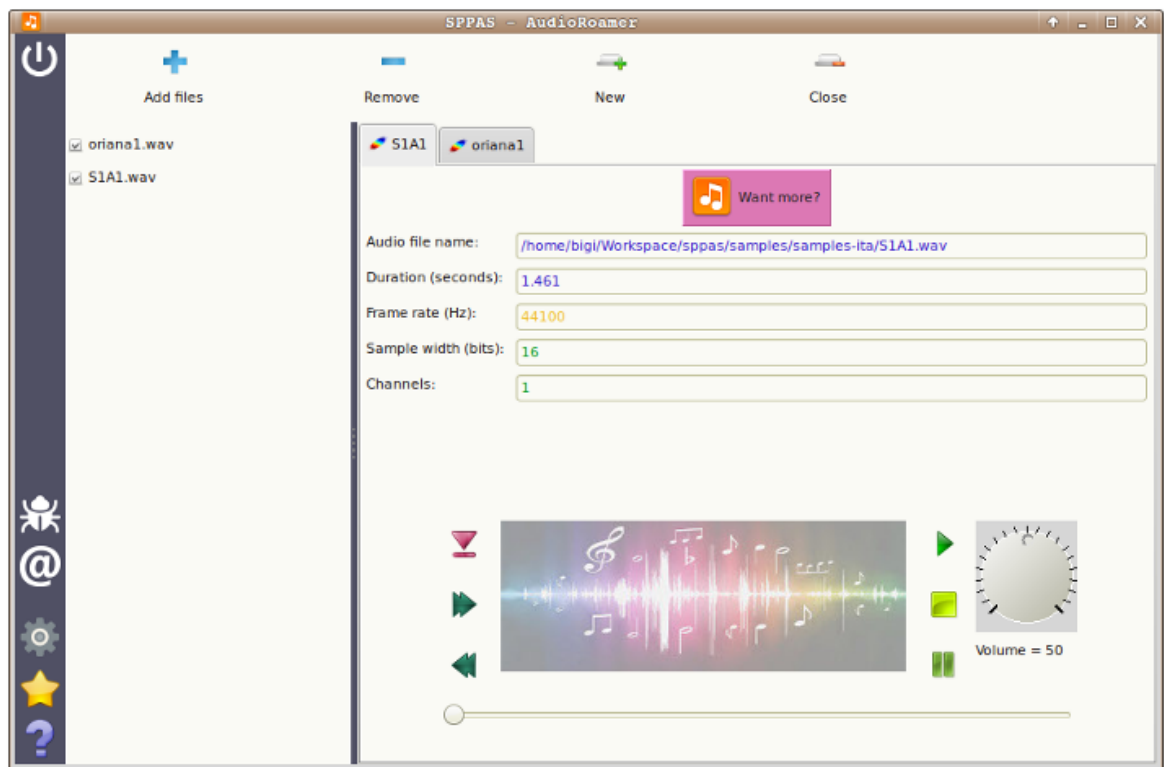 SPPAS - AudioRoamer
Add files
Remove
New
Close
oriana1.wav
S1A1.wav
S1A1
oriana1
Want more?
Audio file name:
/home/bigi/Workspace/sppas/samples/samples-ita/S1A1.wav
Duration (seconds):
1.461
Frame rate (Hz):
44100
Sample width (bits):
16
Channels:
1
Volume = 50